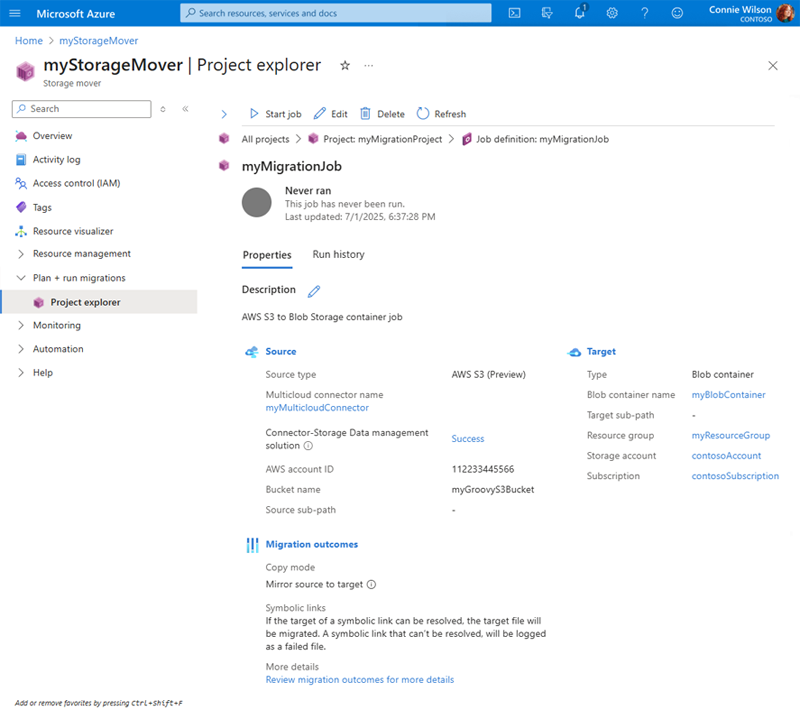 Microsoft Azure
Search resources, services and docs
1
Connie Wilson
CONTOSO
Home > myStorageMover
myStorageMover | Project explorer
...
Storage mover
Search
Overview
Activity log
Access control (IAM)
Tags
Resource visualizer
Resource management
Plan + run migrations
Project explorer
Monitoring
Automation
Help
Start job
Edit
Delete
Refresh
All projects > Project: myMigrationProject > Job definition: myMigrationJob
myMigrationJob
Never ran
This job has never been run.
Last updated: 7/1/2025, 6:37:28 PM
Properties
Run history
Description
AWS S3 to Blob Storage container job
Source
Source type AWS S3 (Preview)
Multicloud connector name
myMulticloudConnector
Connector-Storage Data management
solution Success
AWS account ID 112233445566
Bucket name myGroovyS3Bucket
Source sub-path -
Target
Type Blob container
Blob container name myBlobContainer
Target sub-path -
Resource group myResourceGroup
Storage account contosoAccount
Subscription contosoSubscription
Migration outcomes
Copy mode
Mirror source to target
Symbolic links
If the target of a symbolic link can be resolved, the target file will
be migrated. A symbolic link that can't be resolved, will be logged
as a failed file.
More details
Review migration outcomes for more details
Add or remove favorites by pressing Ctrl+Shift+F